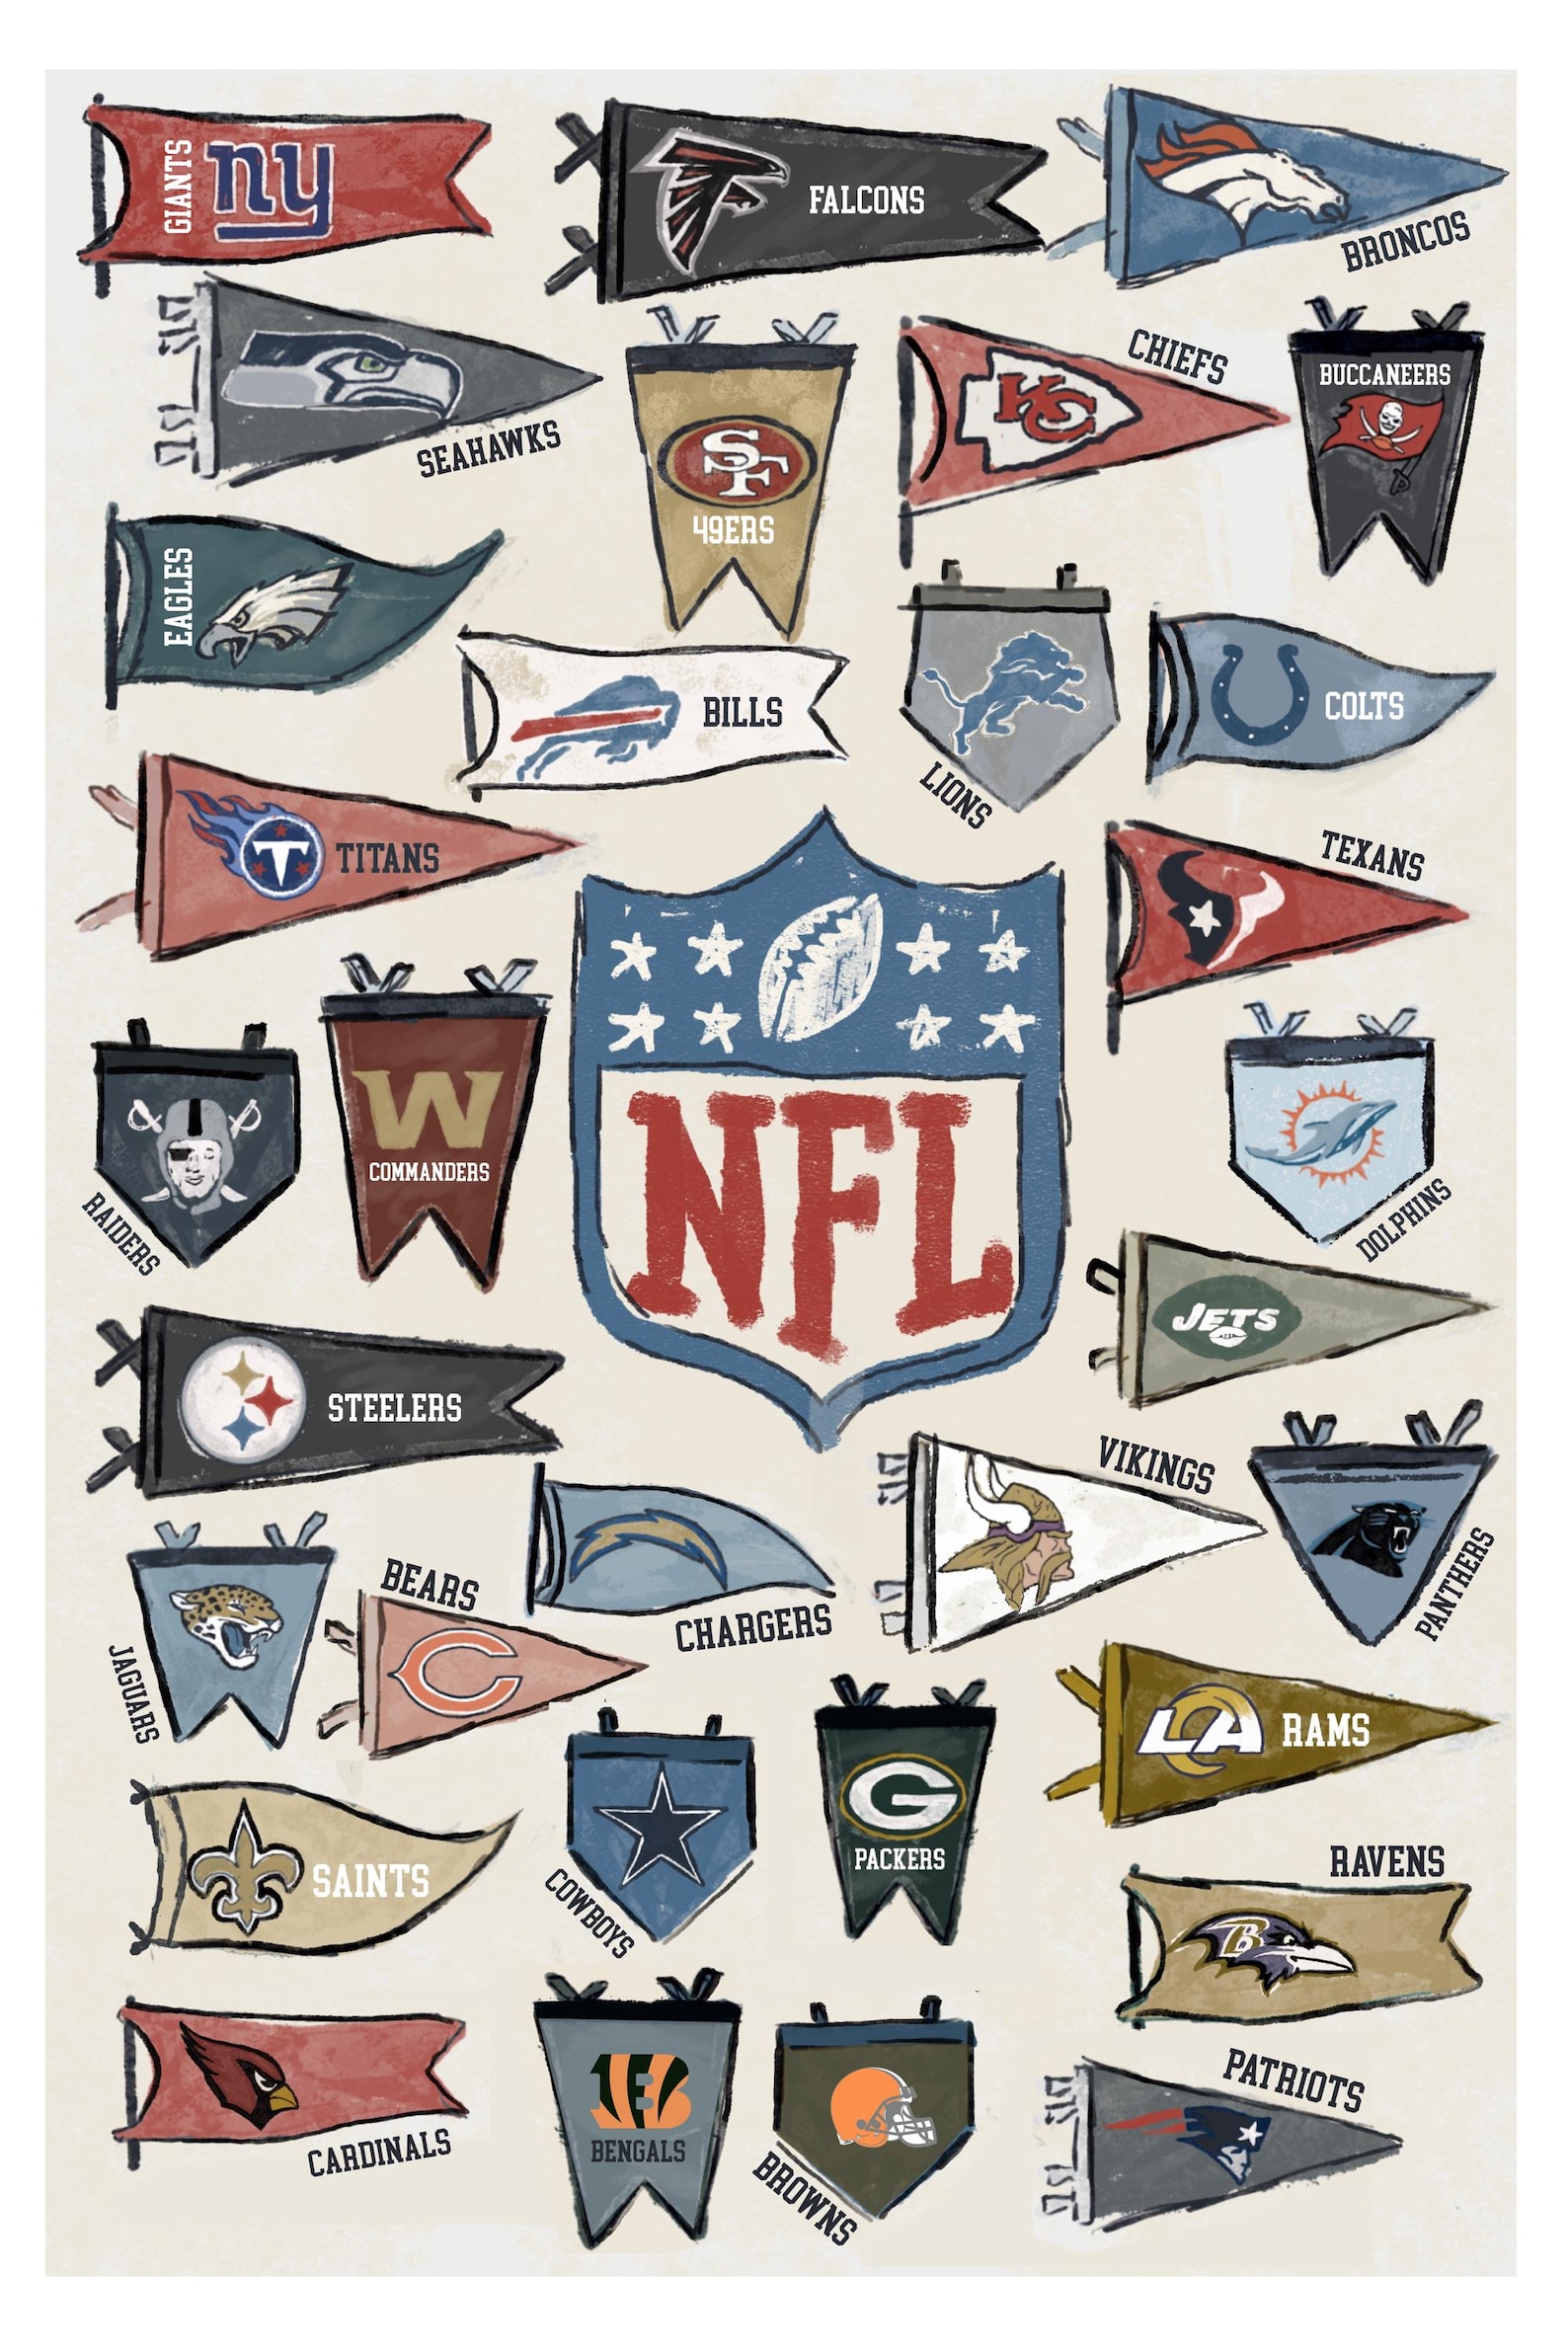 GIANTS
ny
FALCONS
BRONCOS
SEAHAWKS
SF
49ERS
CHIEFS
KC
BUCCANEERS
EAGLES
BILLS
LIONS
COLTS
T
TITANS
TEXANS
NFL
RAIDERS
W
COMMANDERS
DOLPHINS
JETS
STEELERS
VIKINGS
PANTHERS
CHARGERS
JAGUARS
BEARS
C
LA
RAMS
SAINTS
COWBOYS
G
PACKERS
RAVENS
B
CARDINALS
B
BENGALS
BROWNS
PATRIOTS